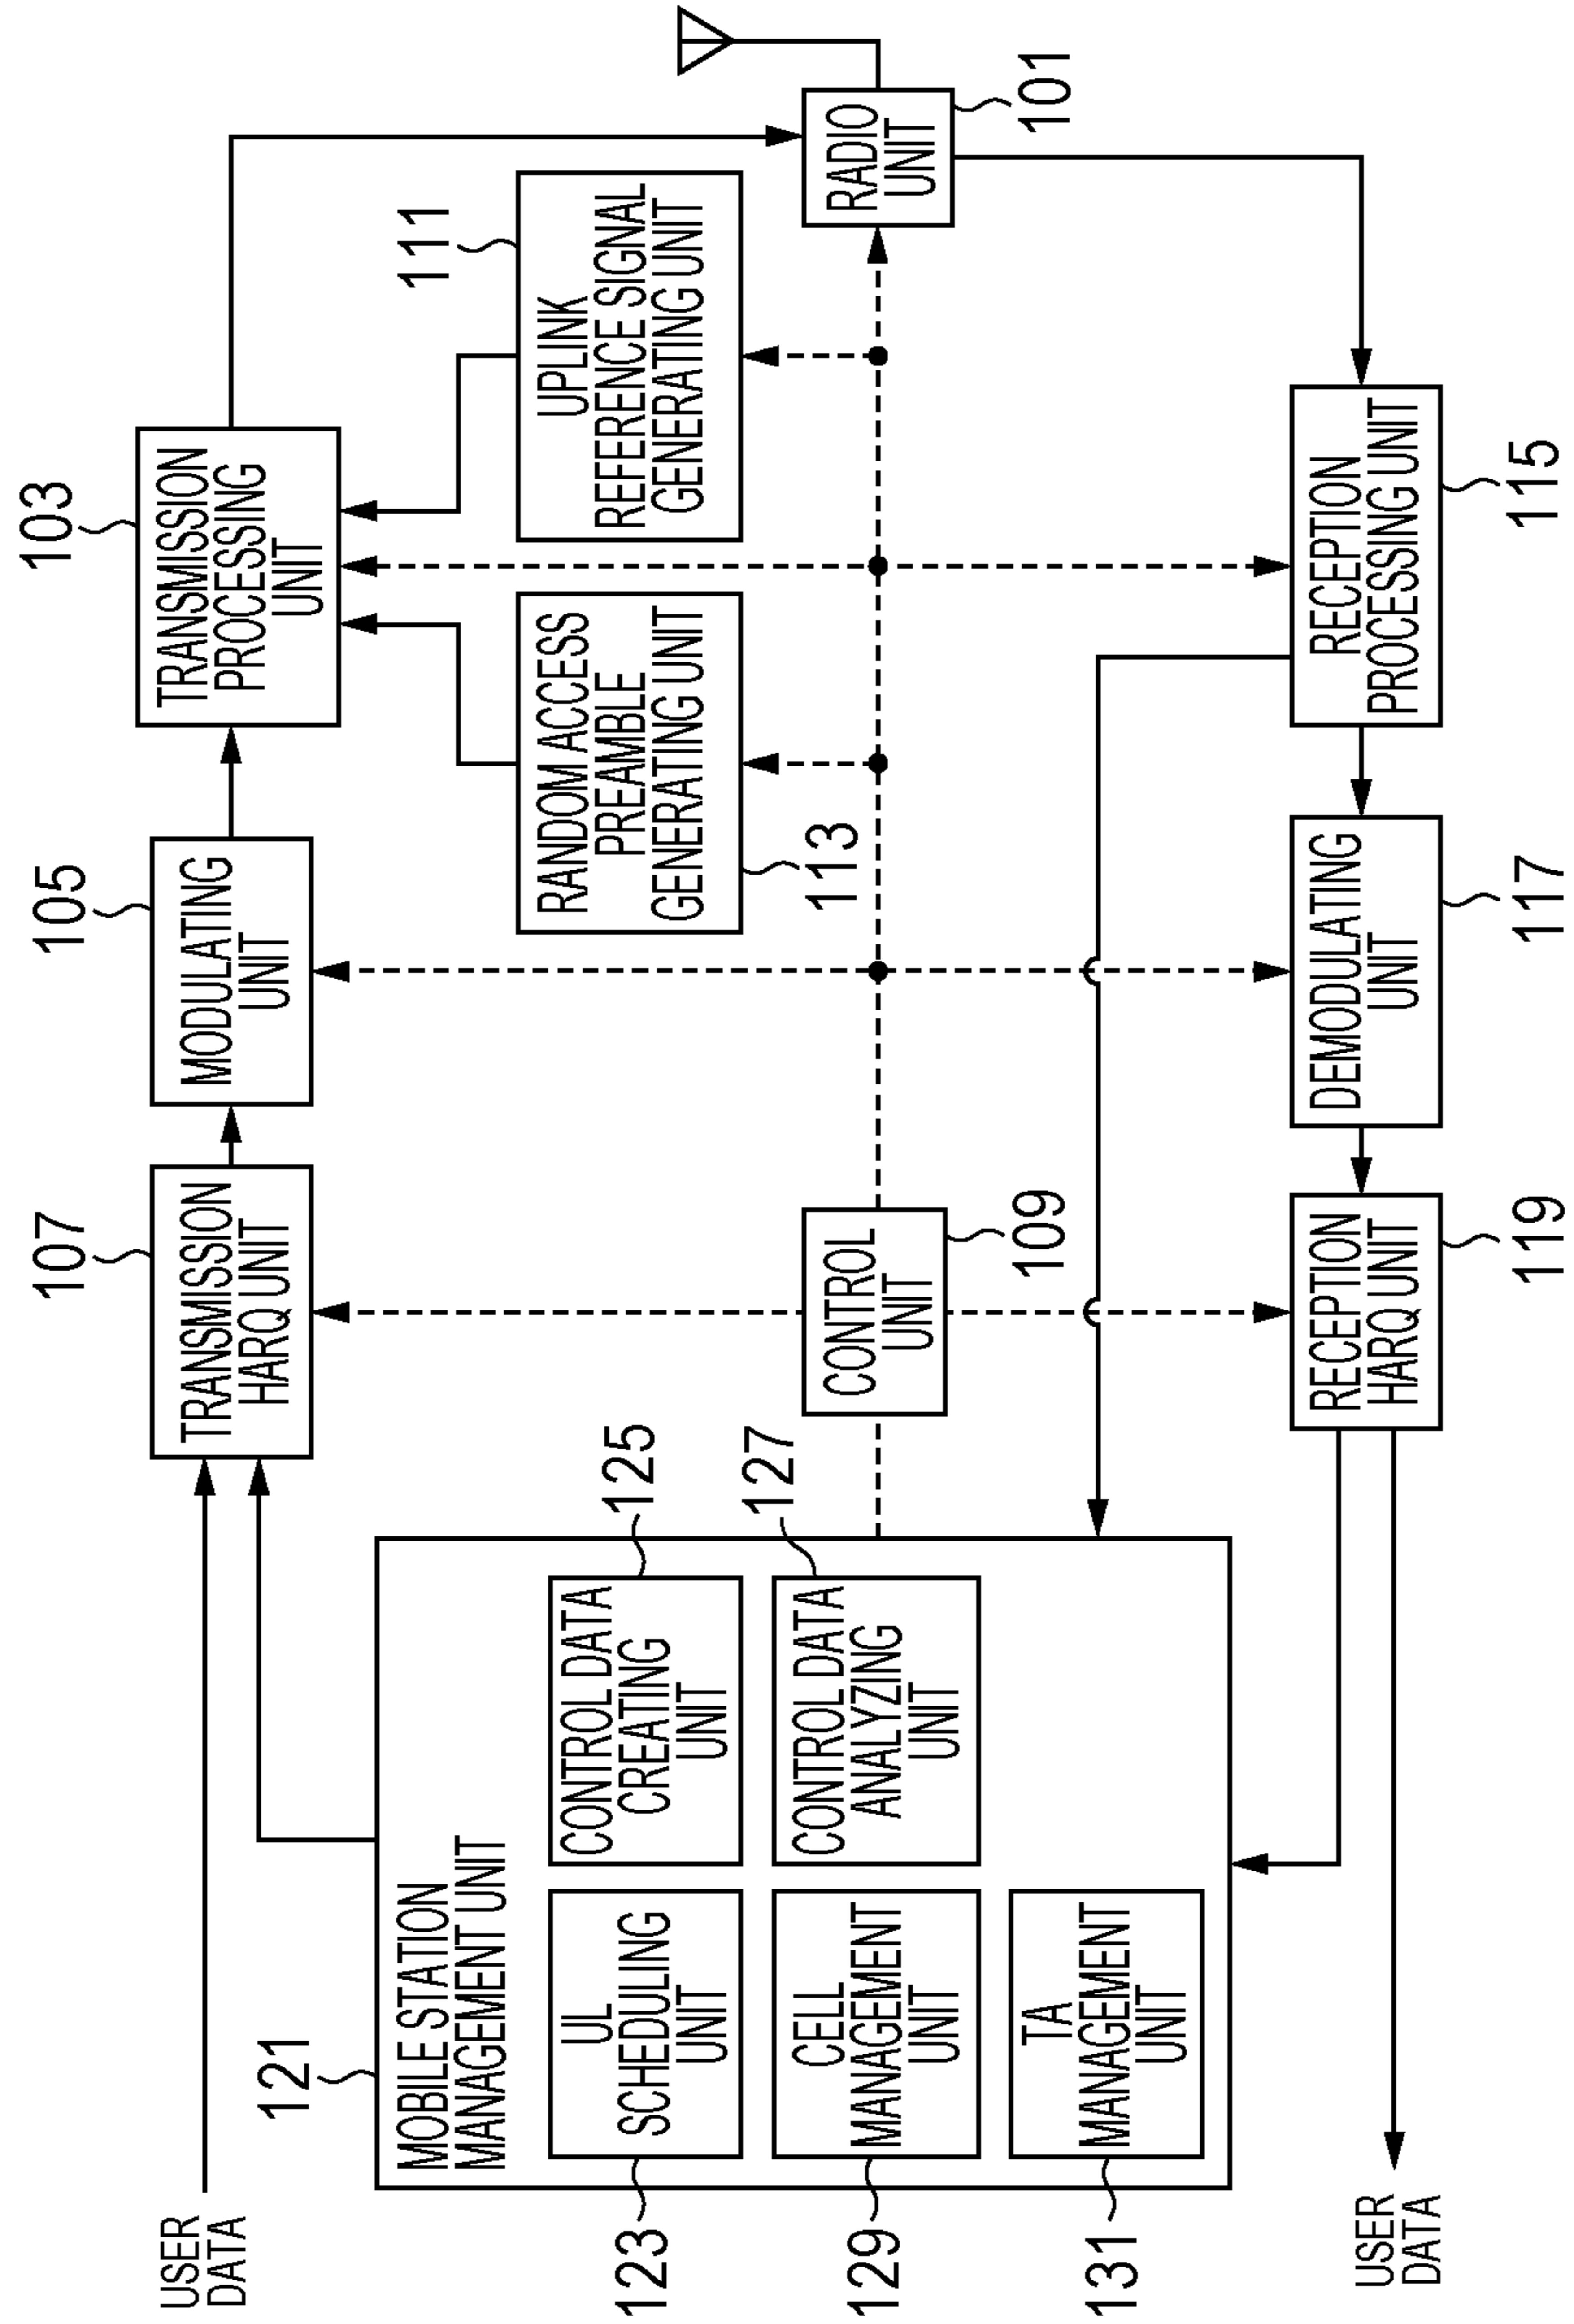 USER
DATA
107
TRANSMISSION
HARQ UNIT
105
MODULATING
UNIT
103
TRANSMISSION
PROCESSING
UNIT
121
MOBILE STATION
MANAGEMENT UNIT
UL
SCHEDULING
UNIT
123
CONTROL DATA
CREATING
UNIT
125
CELL
MANAGEMENT
UNIT
129
CONTROL DATA
ANALYZING
UNIT
127
TA
MANAGEMENT
UNIT
131
CONTROL
UNIT
109
RANDOM ACCESS
PREAMBLE
GENERATING UNIT
113
111
UPLINK
REFERENCE SIGNAL
GENERATING UNIT
RADIO
UNIT
101
USER
DATA
RECEPTION
HARQ UNIT
119
DEMODULATING
UNIT
117
RECEPTION
PROCESSING UNIT
115